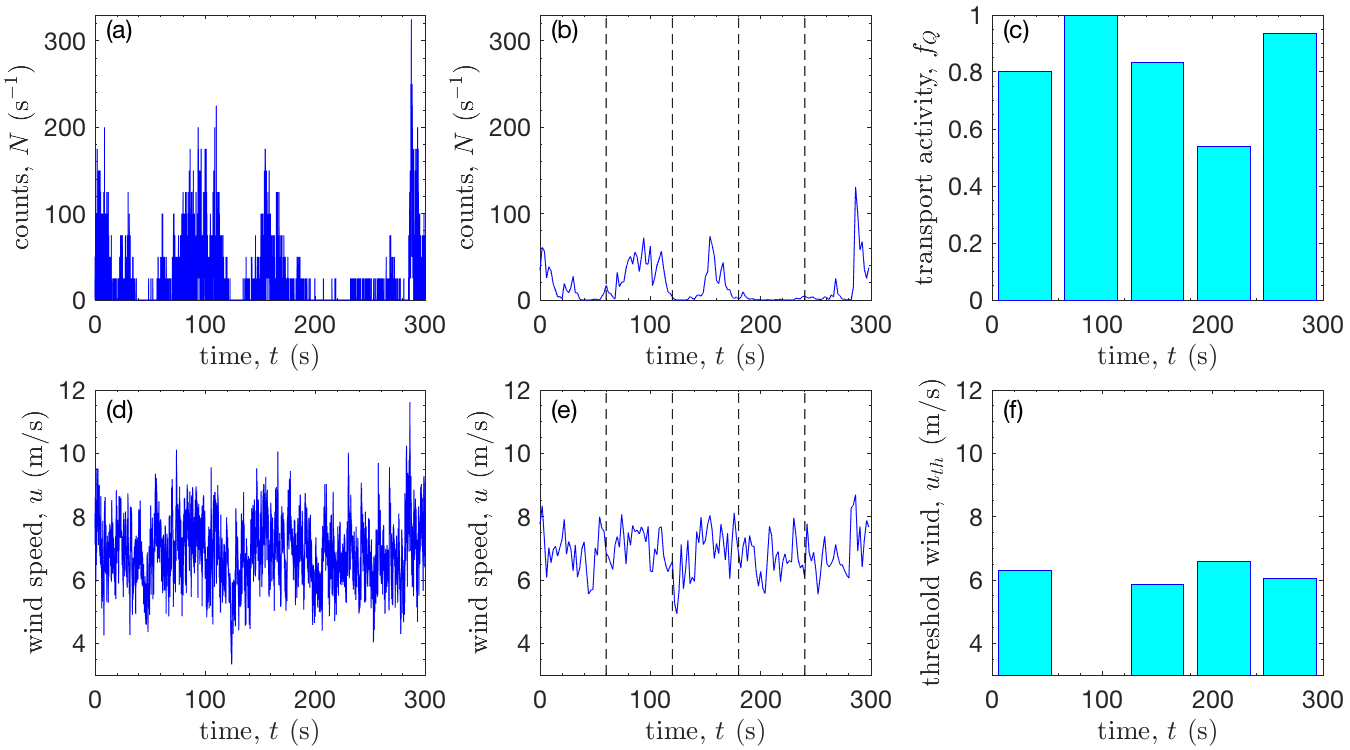 (a)
counts, N (s⁻¹)
300
200
100
0
0 100 200 300
time, t (s)
(b)
counts, N (s⁻¹)
300
200
100
0
0 100 200 300
time, t (s)
(c)
transport activity, f_Q
1
0.8
0.6
0.4
0.2
0
0 100 200 300
time, t (s)
(d)
wind speed, u (m/s)
12
10
8
6
4
0 100 200 300
time, t (s)
(e)
wind speed, u (m/s)
12
10
8
6
4
0 100 200 300
time, t (s)
(f)
threshold wind, u_th (m/s)
12
10
8
6
4
0 100 200 300
time, t (s)